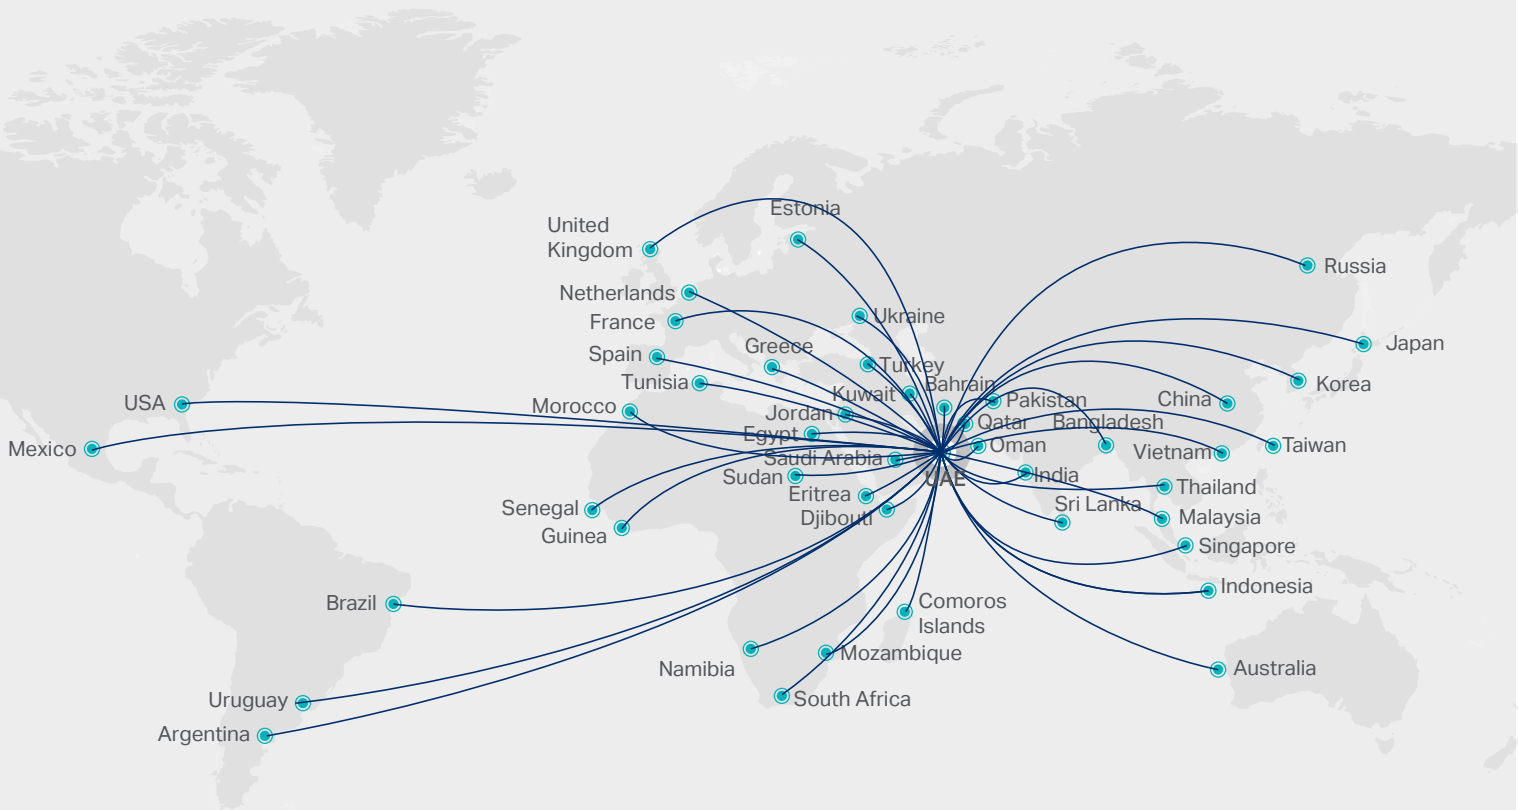 Estonia
United
Kingdom
Russia
Netherlands
France
Ukraine
Japan
Greece
Spain
Turkey
Tunisia
Bahrain
Korea
Kuwait
USA
Morocco
Pakistan
China
Jordan
Qatar
Bangladesh
Egypt
Oman
Taiwan
Mexico
Vietnam
Saudi Arabia
Sudan
India
UAE
Thailand
Eritrea
Sri Lanka
Senegal
Djibouti
Malaysia
Guinea
Singapore
Indonesia
Brazil
Comoros
Islands
Mozambique
Namibia
Australia
Uruguay
South Africa
Argentina